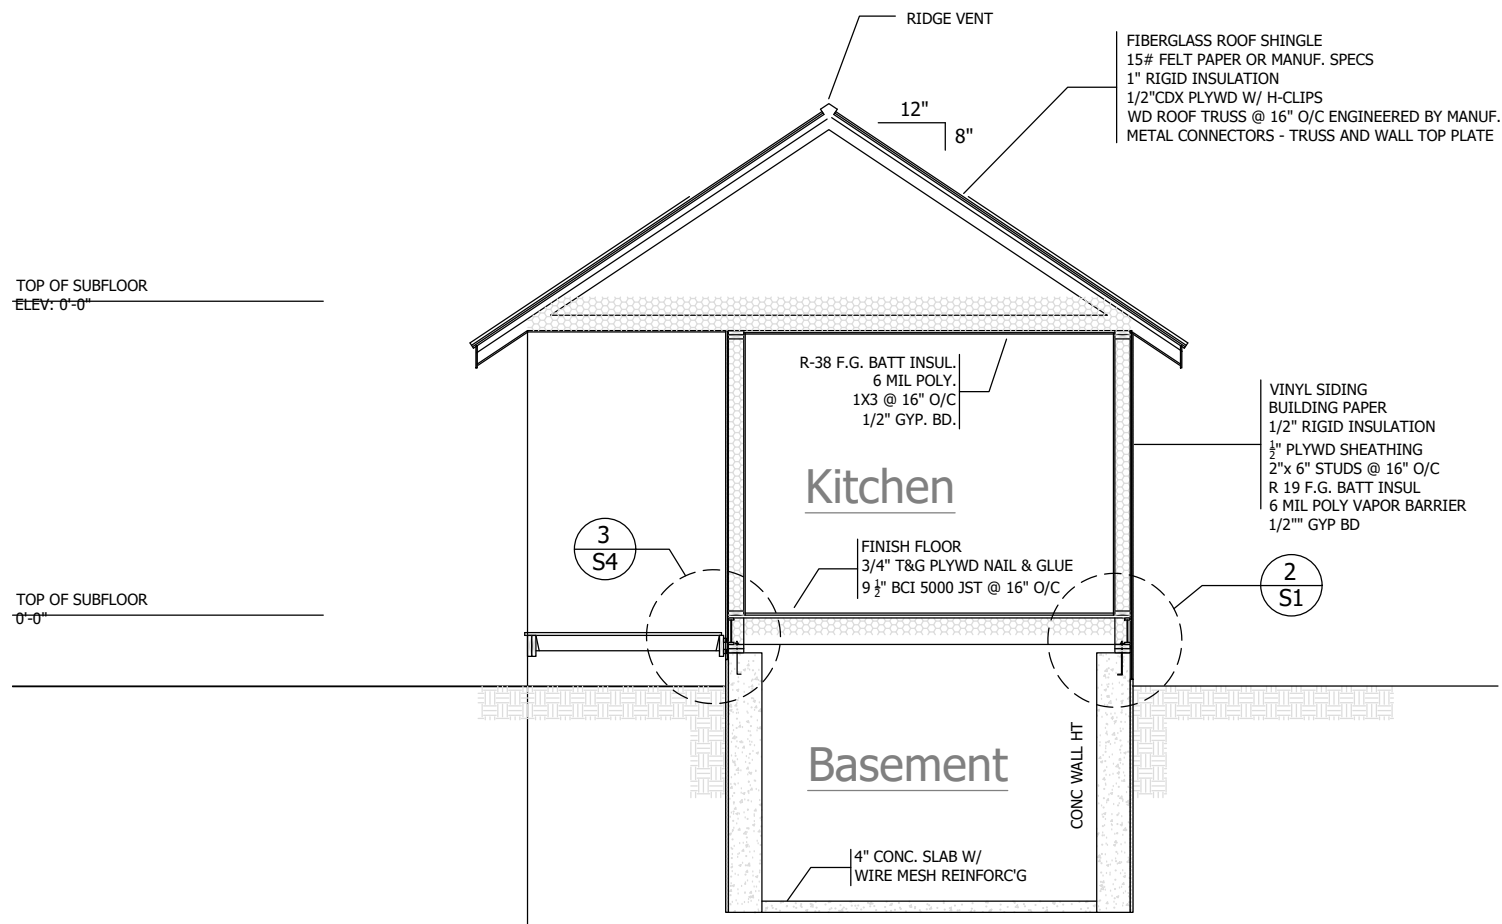 RIDGE VENT
FIBERGLASS ROOF SHINGLE
15# FELT PAPER OR MANUF. SPECS
1" RIGID INSULATION
1/2"CDX PLYWD W/ H-CLIPS
WD ROOF TRUSS @ 16" O/C ENGINEERED BY MANUF.
METAL CONNECTORS - TRUSS AND WALL TOP PLATE
12"
8"
TOP OF SUBFLOOR
ELEV: 0'-0"
R-38 F.G. BATT INSUL.
6 MIL POLY.
1X3 @ 16" O/C
1/2" GYP. BD.
VINYL SIDING
BUILDING PAPER
1/2" RIGID INSULATION
½" PLYWD SHEATHING
2"x 6" STUDS @ 16" O/C
R 19 F.G. BATT INSUL
6 MIL POLY VAPOR BARRIER
1/2"" GYP BD
Kitchen
3
S4
FINISH FLOOR
3/4" T&G PLYWD NAIL & GLUE
9 ½" BCI 5000 JST @ 16" O/C
2
S1
TOP OF SUBFLOOR
0'-0"
Basement
CONC WALL HT
4" CONC. SLAB W/
WIRE MESH REINFORC'G